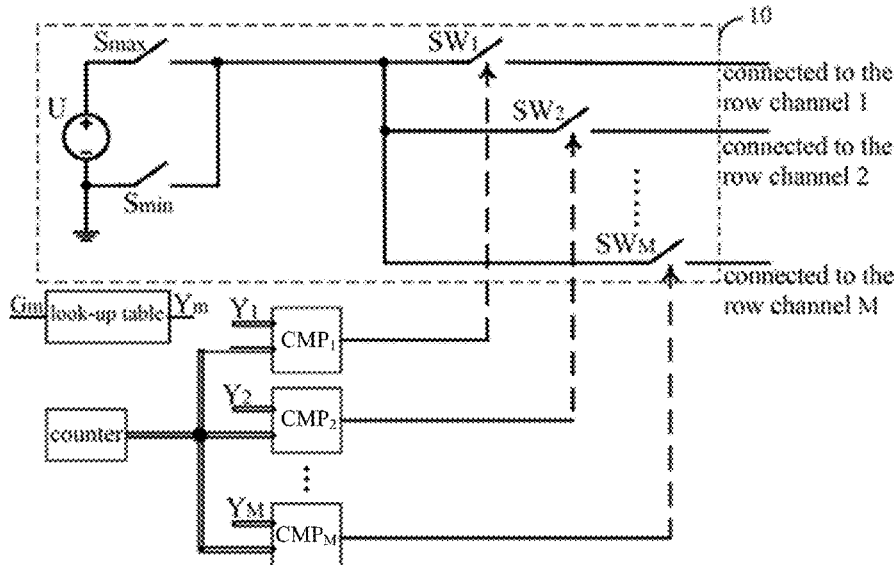 10
Smax
SW1
connected to the
row channel 1
U
SW2
connected to the
row channel 2
Smin
SWM
connected to the
row channel M
Gm
look-up table
Ym
Y1
CMP1
Y2
CMP2
counter
YM
CMPM